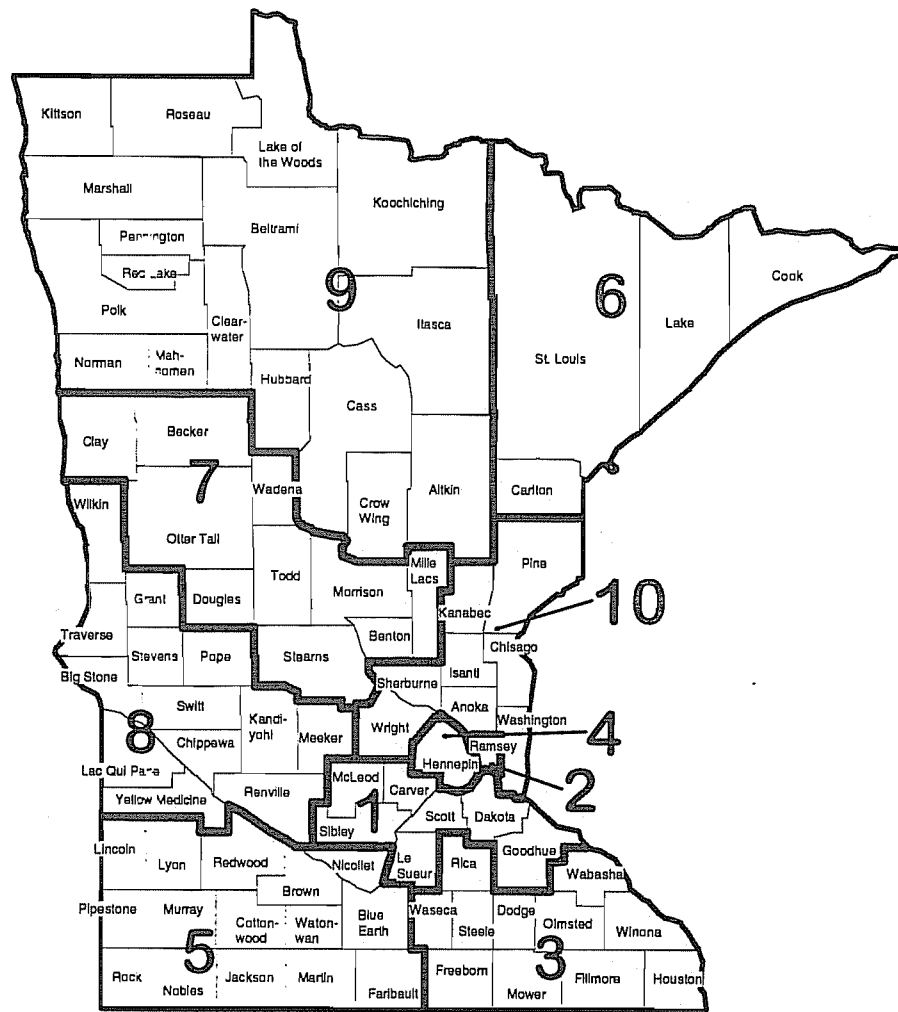 Kittson
Roseau
Lake of
the Woods
Marshall
Koochiching
Pennington
Beltrami
Red Lake
Cook
9
6
Polk
Clear-
water
Itasca
Lake
Norman
Mah-
nomen
St. Louis
Hubbard
Cass
Becker
Clay
7
Wadena
Aitkin
Carlton
Wilkin
Crow
Wing
Otter Tail
Mille
Lacs
Pine
Todd
Morrison
Grant
Douglas
10
Kanabec
Traverse
Benton
Chisago
Stevens
Pope
Stearns
Isanti
Big Stone
Sherburne
Swift
Anoka
Kandi-
yohi
Washington
8
Wright
4
Meeker
Chippewa
Ramsey
Hennepin
Lac Qui Parle
McLeod
2
Renville
Carver
Yellow Medicine
1
Scott
Dakota
Sibley
Lincoln
Goodhue
Lyon
Redwood
Nicollet
Le
Sueur
Rice
Wabasha
Brown
Pipestone
Murray
Waseca
Dodge
Blue
Earth
Cotton-
wood
Waton-
wan
Steele
Olmsted
Winona
5
3
Rock
Jackson
Martin
Freeborn
Fillmore
Houston
Nobles
Faribault
Mower